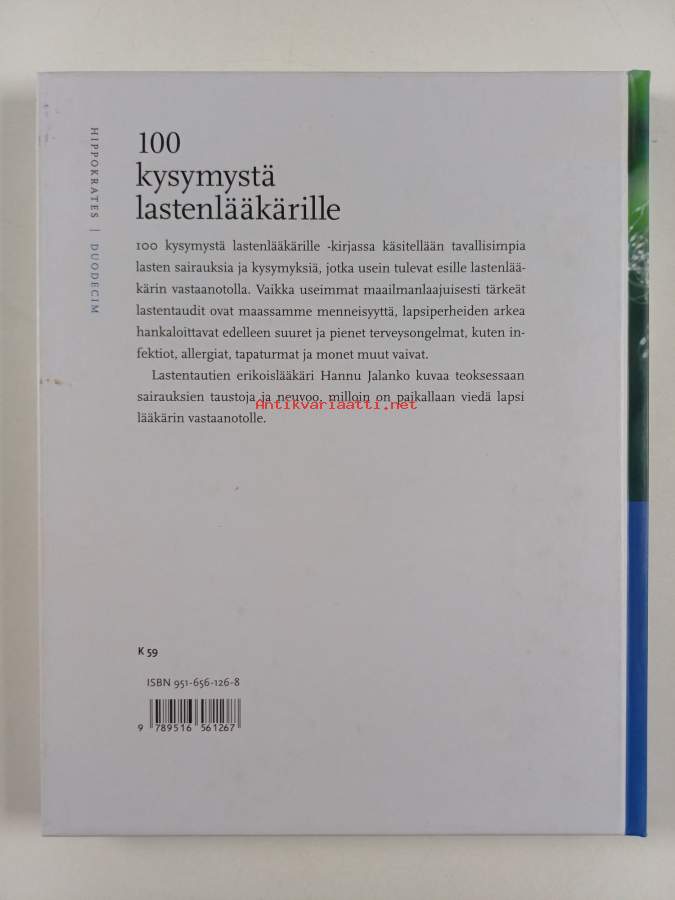 HIPPOKRATES | DUODECIM
100
kysymystä
lastenlääkärille
100 kysymystä lastenlääkärille -kirjassa käsitellään tavallisimpia
lasten sairauksia ja kysymyksiä, jotka usein tulevat esille lastenlää-
kärin vastaanotolla. Vaikka useimmat maailmanlaajuisesti tärkeät
lastentaudit ovat maassamme menneisyyttä, lapsiperheiden arkea
hankaloittavat edelleen suuret ja pienet terveysongelmat, kuten in-
fektiot, allergiat, tapaturmat ja monet muut vaivat.
Lastentautien erikoislääkäri Hannu Jalanko kuvaa teoksessaan
sairauksien taustoja ja neuvoo, milloin on paikallaan viedä lapsi
Antikvariaatti.net
lääkärin vastaanotolle.
K 59
ISBN 951-656-126-8
9 789516 561267